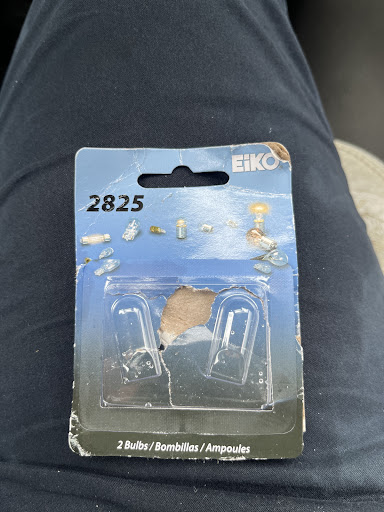 EiKO
2825
2 Bulbs / Bombillas / Ampoules